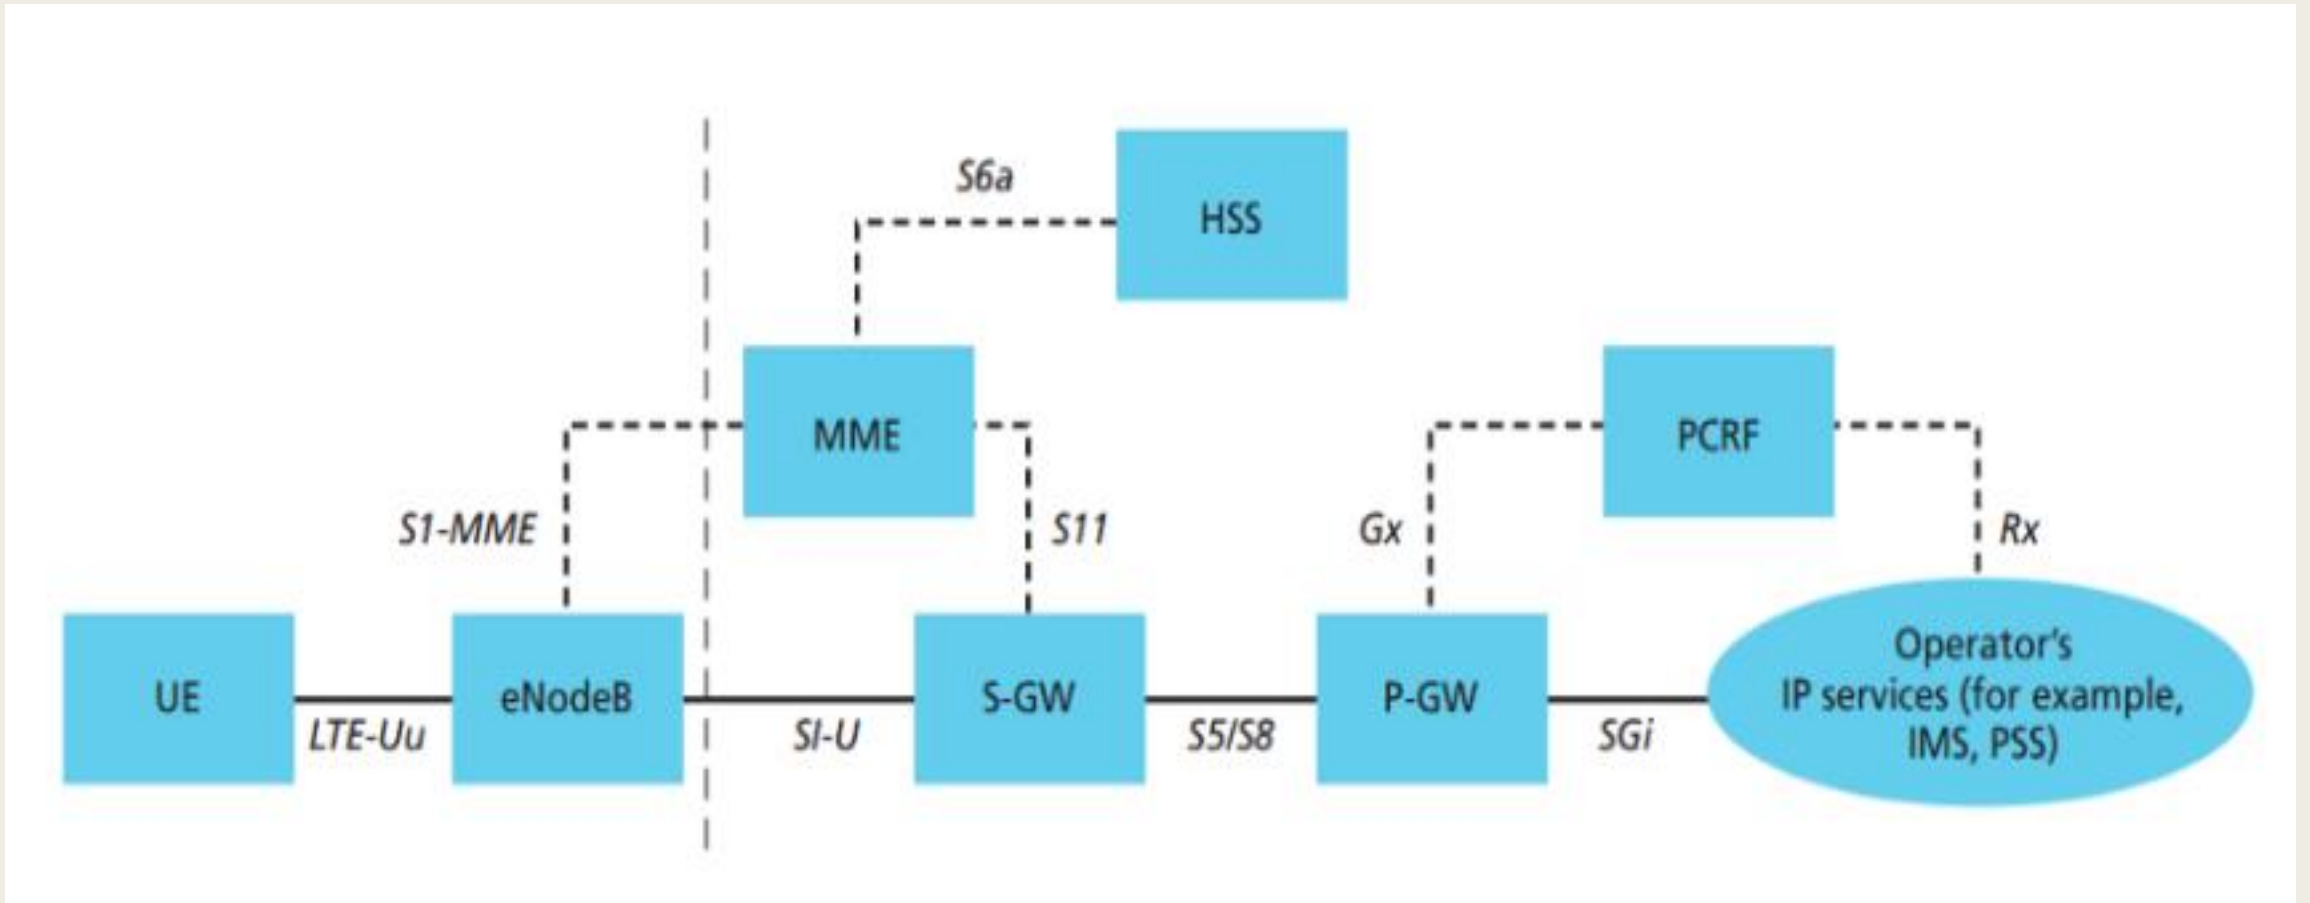 S6a
HSS
MME
PCRF
S1-MME
S11
Gx
Rx
UE
LTE-Uu
eNodeB
SI-U
S-GW
S5/S8
P-GW
SGi
Operator's
IP services (for example,
IMS, PSS)